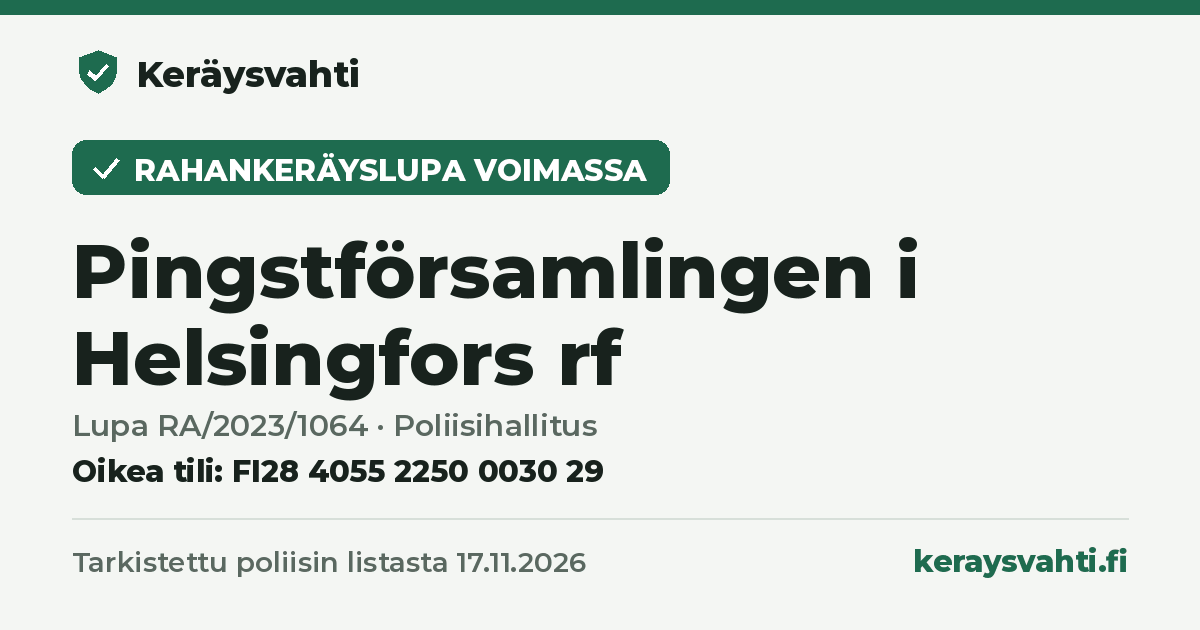 Keräysvahti
RAHANKERÄYSLUPA VOIMASSA
Pingstförsamlingen i
Helsingfors rf
Lupa RA/2023/1064 · Poliisihallitus
Oikea tili: FI28 4055 2250 0030 29
Tarkistettu poliisin listasta 17.11.2026
keraysvahti.fi